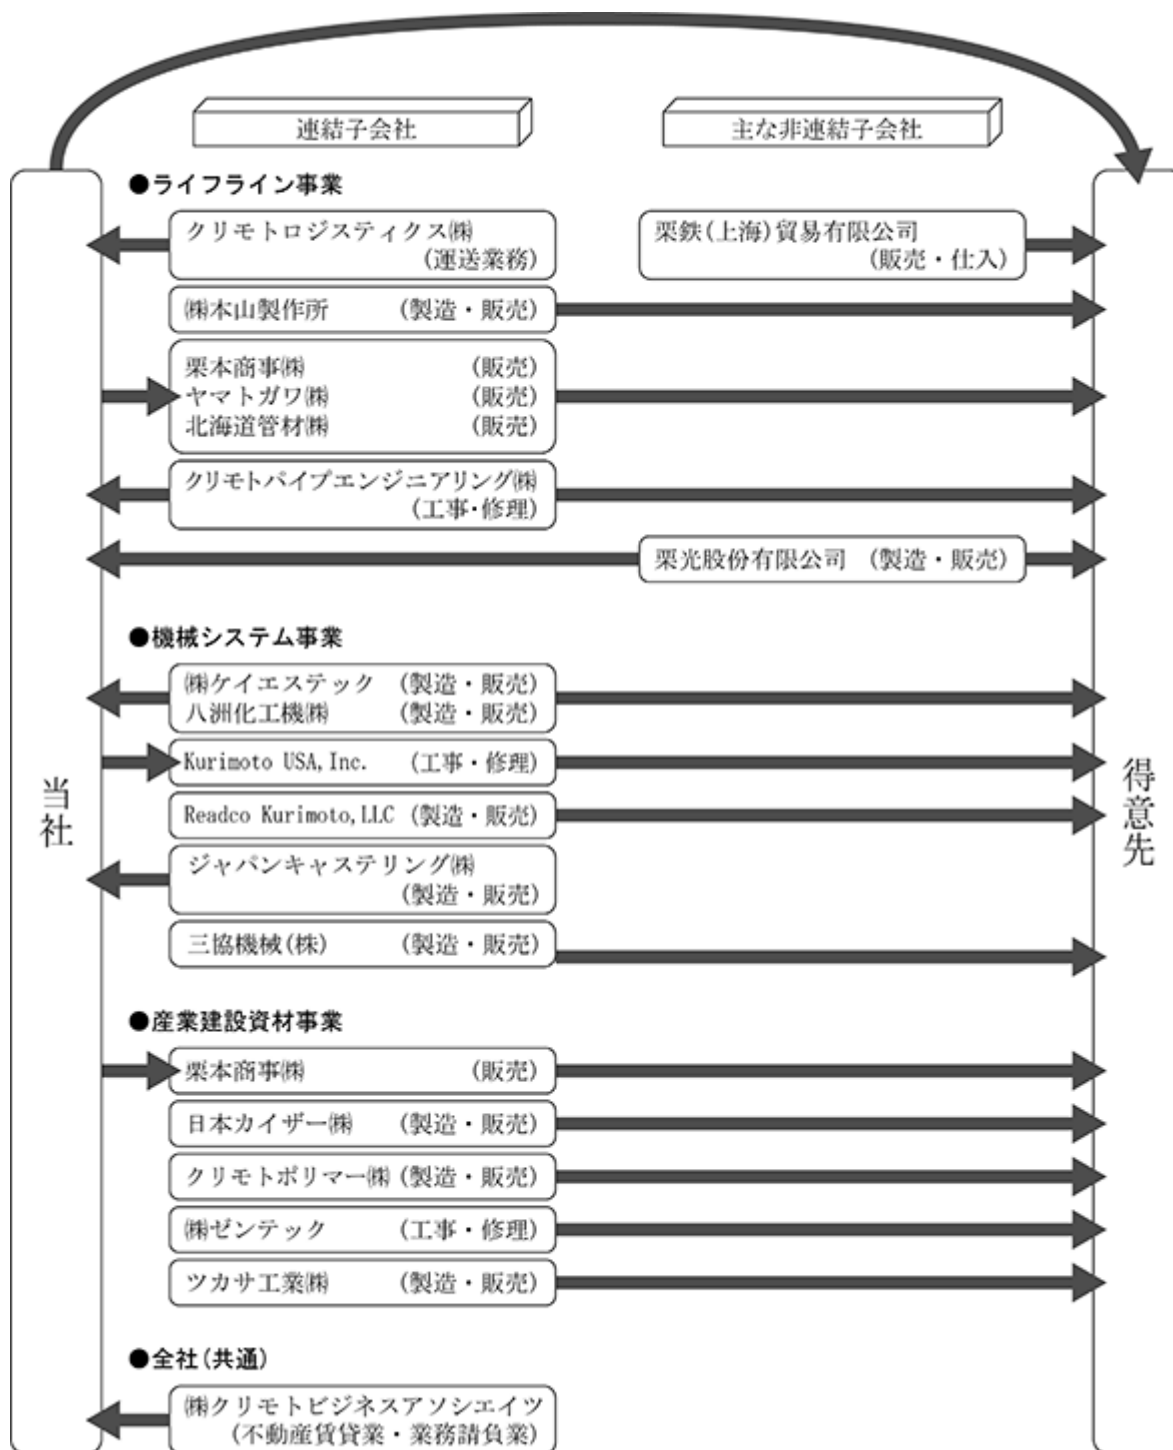 連結子会社
主な非連結子会社
●ライフライン事業
クリモトロジスティクス㈱
(運送業務)
栗鉄(上海)貿易有限公司
(販売・仕入)
㈱本山製作所 (製造・販売)
栗本商事㈱ (販売)
ヤマトガワ㈱ (販売)
北海道管材㈱ (販売)
クリモトパイプエンジニアリング㈱
(工事・修理)
栗光股份有限公司 (製造・販売)
●機械システム事業
㈱ケイエステック (製造・販売)
八洲化工機㈱ (製造・販売)
Kurimoto USA,Inc. (工事・修理)
Readco Kurimoto,LLC (製造・販売)
ジャパンキャステリング㈱
(製造・販売)
三協機械(株) (製造・販売)
当社
得意先
●産業建設資材事業
栗本商事㈱ (販売)
日本カイザー㈱ (製造・販売)
クリモトポリマー㈱ (製造・販売)
㈱ゼンテック (工事・修理)
ツカサ工業㈱ (製造・販売)
●全社(共通)
㈱クリモトビジネスアソシエイツ
(不動産賃貸業・業務請負業)